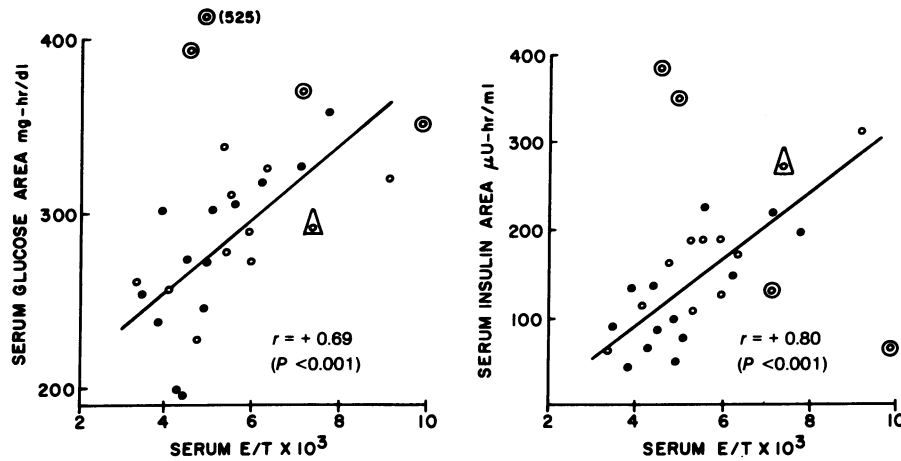 (525)
400
300
200
SERUM GLUCOSE AREA mg-hr/dl
r = + 0.69
(P <0.001)
2 4 6 8 10
SERUM E/T X 10³
400
300
200
100
SERUM INSULIN AREA μU-hr/ml
r = + 0.80
(P <0.001)
2 4 6 8 10
SERUM E/T X 10³